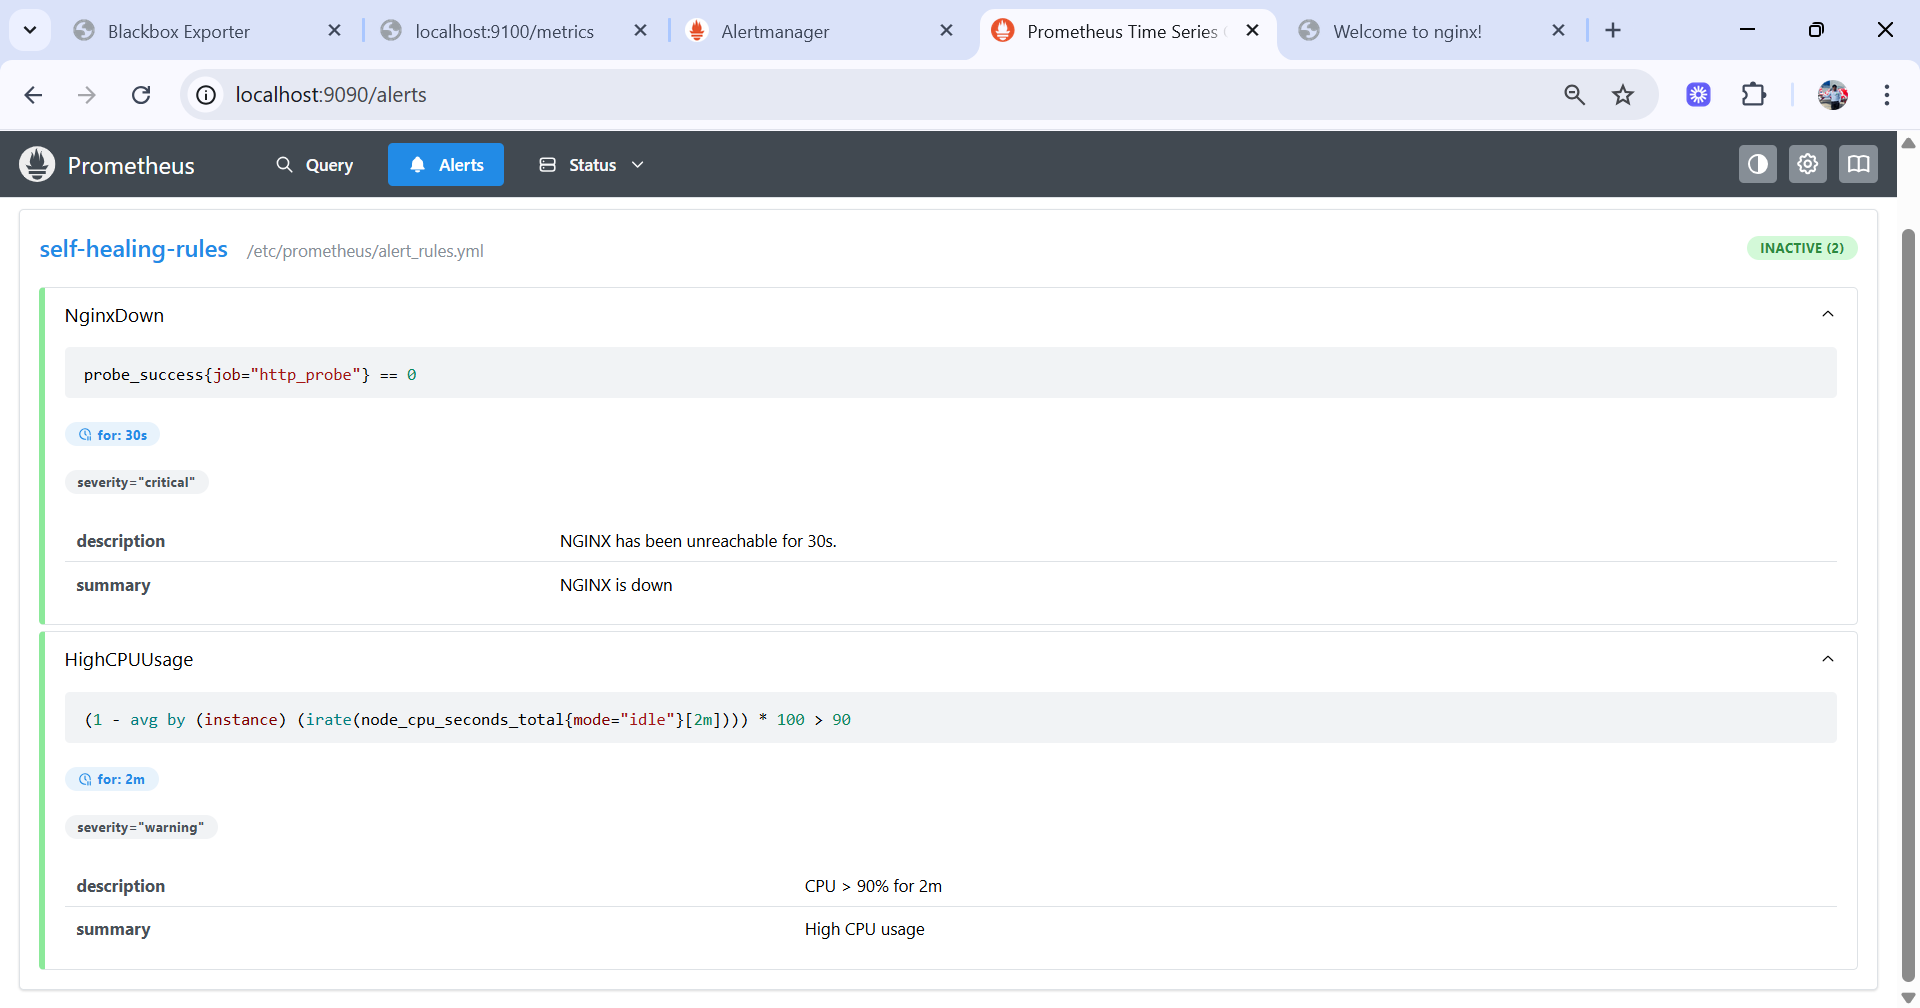 Blackbox Exporter
localhost:9100/metrics
Alertmanager
Prometheus Time Series
Welcome to nginx!
localhost:9090/alerts
Prometheus
Query
Alerts
Status
self-healing-rules /etc/prometheus/alert_rules.yml
INACTIVE (2)
NginxDown
probe_success{job="http_probe"} == 0
for: 30s
severity="critical"
description NGINX has been unreachable for 30s.
summary NGINX is down
HighCPUUsage
(1 - avg by (instance) (irate(node_cpu_seconds_total{mode="idle"}[2m]))) * 100 > 90
for: 2m
severity="warning"
description CPU > 90% for 2m
summary High CPU usage